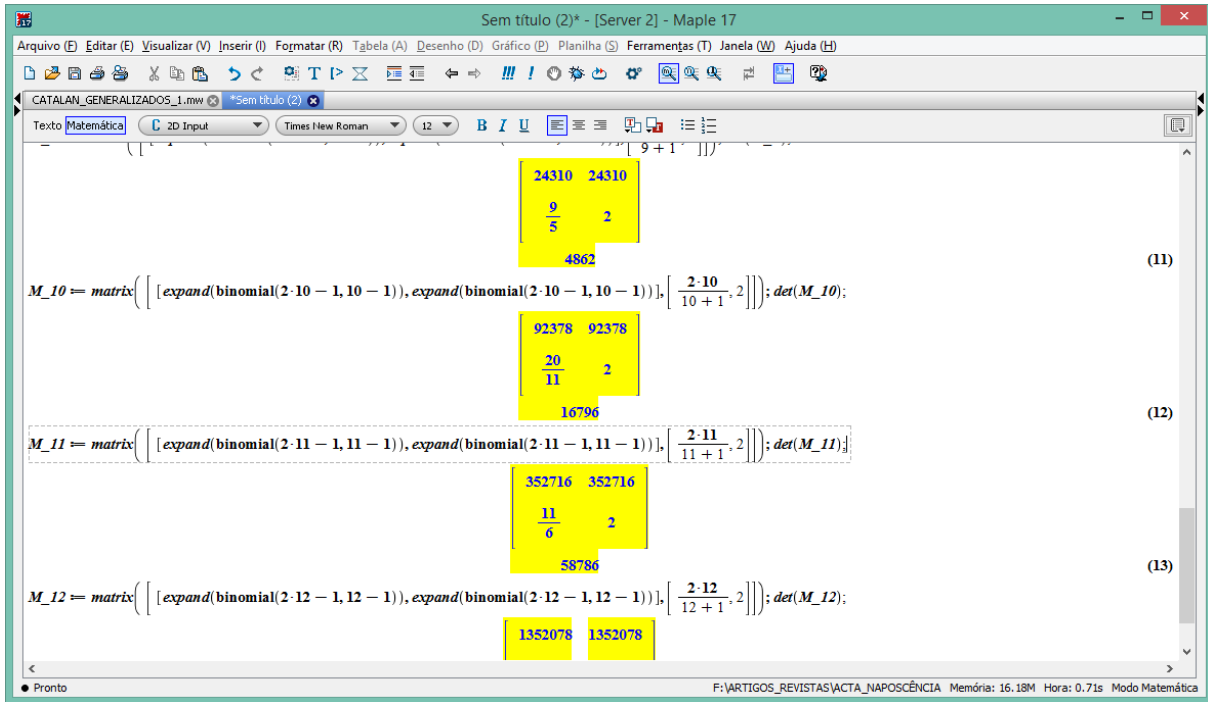 Sem título (2)* - [Server 2] - Maple 17
Arquivo (F) Editar (E) Visualizar (V) Inserir (I) Formatar (R) Tabela (A) Desenho (D) Gráfico (P) Planilha (S) Ferramentas (T) Janela (W) Ajuda (H)
CATALAN_GENERALIZADOS_1.mw *Sem título (2)
Texto Matemática C 2D Input Times New Roman 12 B I U
9 + 1
24310 24310
9/5 2
4862 (11)
M_10 := matrix( [ [expand(binomial(2·10 − 1, 10 − 1)), expand(binomial(2·10 − 1, 10 − 1))], [ 2·10/10 + 1, 2]]); det(M_10);
92378 92378
20/11 2
16796 (12)
M_11 := matrix( [ [expand(binomial(2·11 − 1, 11 − 1)), expand(binomial(2·11 − 1, 11 − 1))], [ 2·11/11 + 1, 2]]); det(M_11);
352716 352716
11/6 2
58786 (13)
M_12 := matrix( [ [expand(binomial(2·12 − 1, 12 − 1)), expand(binomial(2·12 − 1, 12 − 1))], [ 2·12/12 + 1, 2]]); det(M_12);
1352078 1352078
Pronto F:\ARTIGOS_REVISTAS\ACTA_NAPOSCÊNCIA Memória: 16.18M Hora: 0.71s Modo Matemática